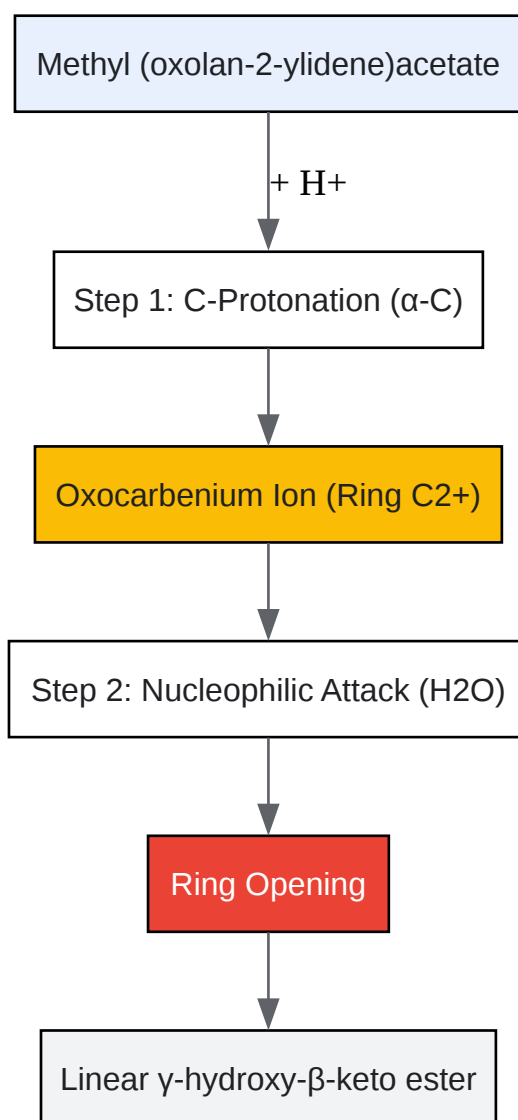 Methyl (oxolan-2-ylidene)acetate
+ H+
Step 1: C-Protonation (α-C)
Oxocarbenium Ion (Ring C2+)
Step 2: Nucleophilic Attack (H2O)
Ring Opening
Linear γ-hydroxy-β-keto ester